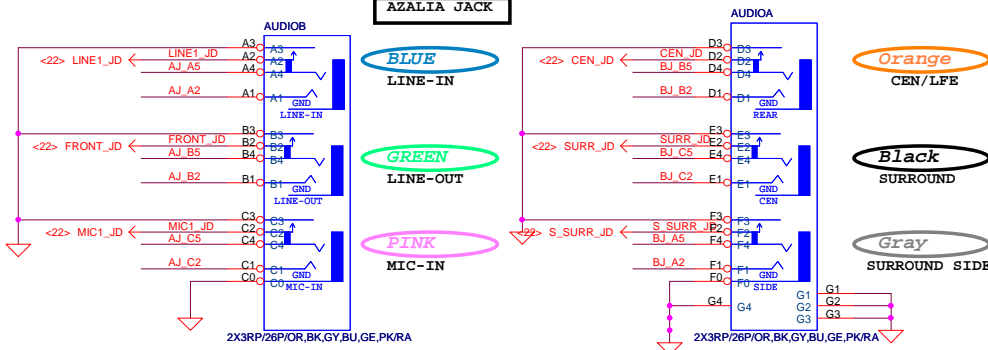 AZALIA JACK
AUDIOB
A3 A3
<22> LINE1_JD LINE1_JD A2 A2
AJ_A5 A4 A4
AJ_A2 A1 A1
GND
LINE-IN
BLUE
LINE-IN
B3 B3
<22> FRONT_JD FRONT_JD B2 B2
AJ_B5 B4 B4
AJ_B2 B1 B1
GND
LINE-OUT
GREEN
LINE-OUT
C3 C3
<22> MIC1_JD MIC1_JD C2 C2
AJ_C5 C4 C4
AJ_C2 C1 C1
GND
C0 C0
MIC-IN
PINK
MIC-IN
2X3RP/26P/OR,BK,GY,BU,GE,PK/RA
AUDIOA
D3 D3
<22> CEN_JD CEN_JD D2 D2
BJ_B5 D4 D4
BJ_B2 D1 D1
GND
REAR
Orange
CEN/LFE
E3 E3
<22> SURR_JD SURR_JD E2 E2
BJ_C5 E4 E4
BJ_C2 E1 E1
GND
CEN
Black
SURROUND
F3 F3
<22> S_SURR_JD S_SURR_JD F2 F2
BJ_A5 F4 F4
BJ_A2 F1 F1
GND
F0 F0
SIDE
Gray
SURROUND SIDE
G1 G1
G4 G4 G2 G2
G3 G3
2X3RP/26P/OR,BK,GY,BU,GE,PK/RA